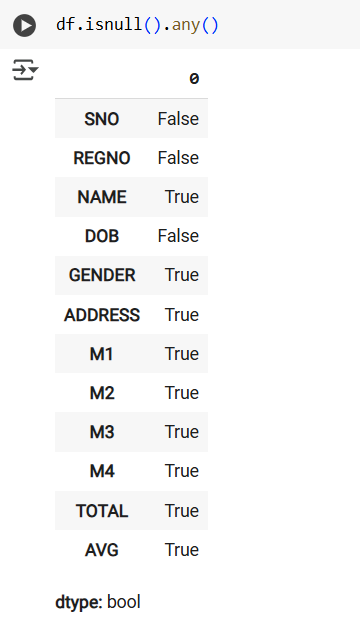 df.isnull().any()
0
SNO False
REGNO False
NAME True
DOB False
GENDER True
ADDRESS True
M1 True
M2 True
M3 True
M4 True
TOTAL True
AVG True
dtype: bool